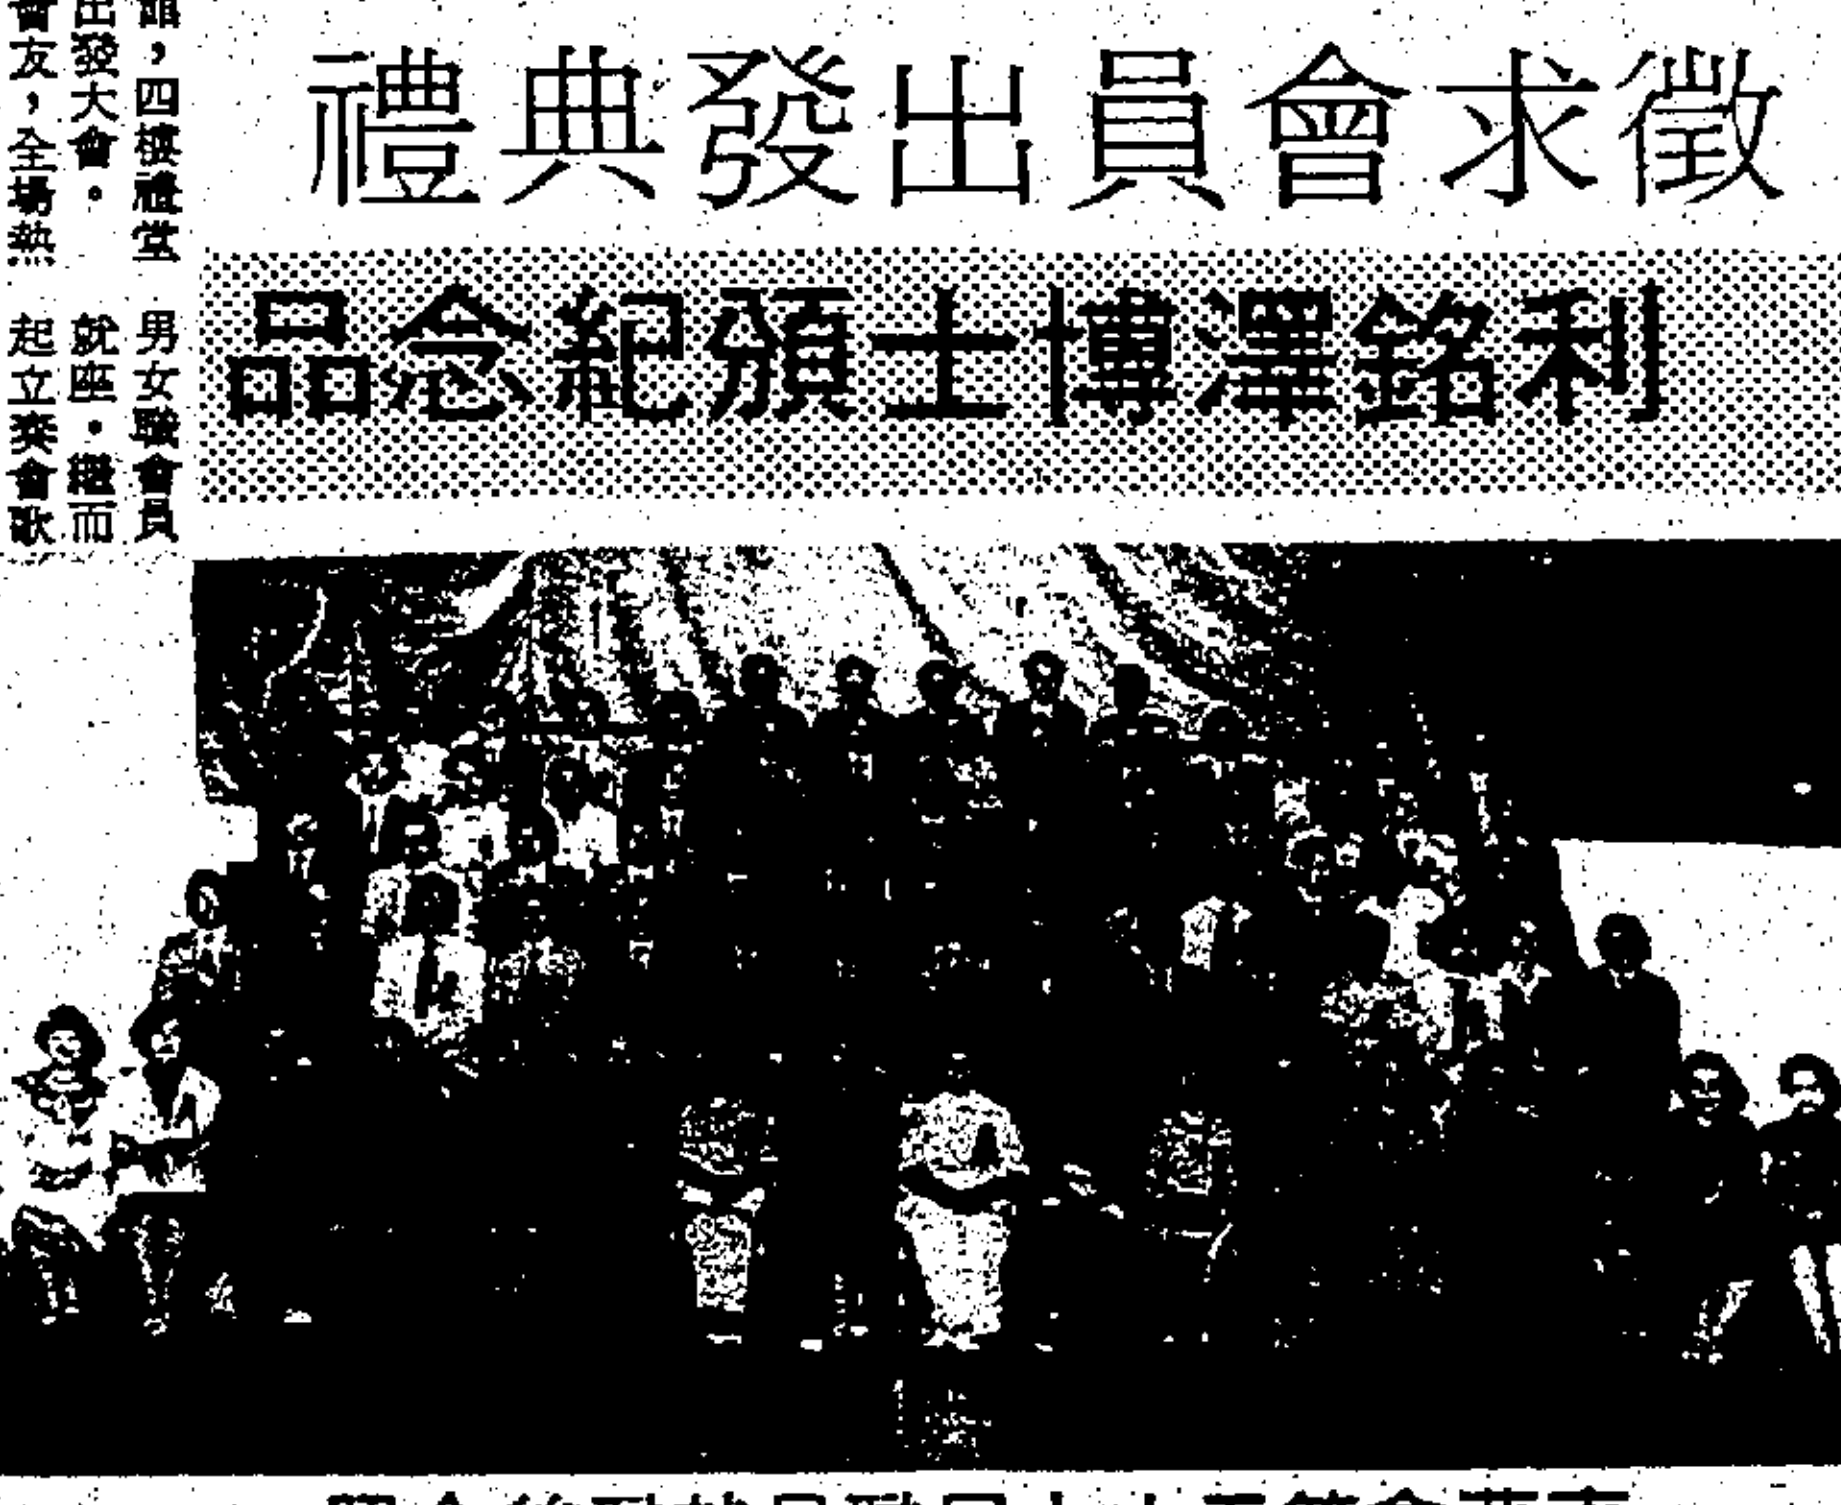 徵求會員出發典禮
利銘澤博士頒紀念品
，四樓禮堂
男女駿會員
出發大會。
就座。繼而
會友，全場熱
起立奏會歌